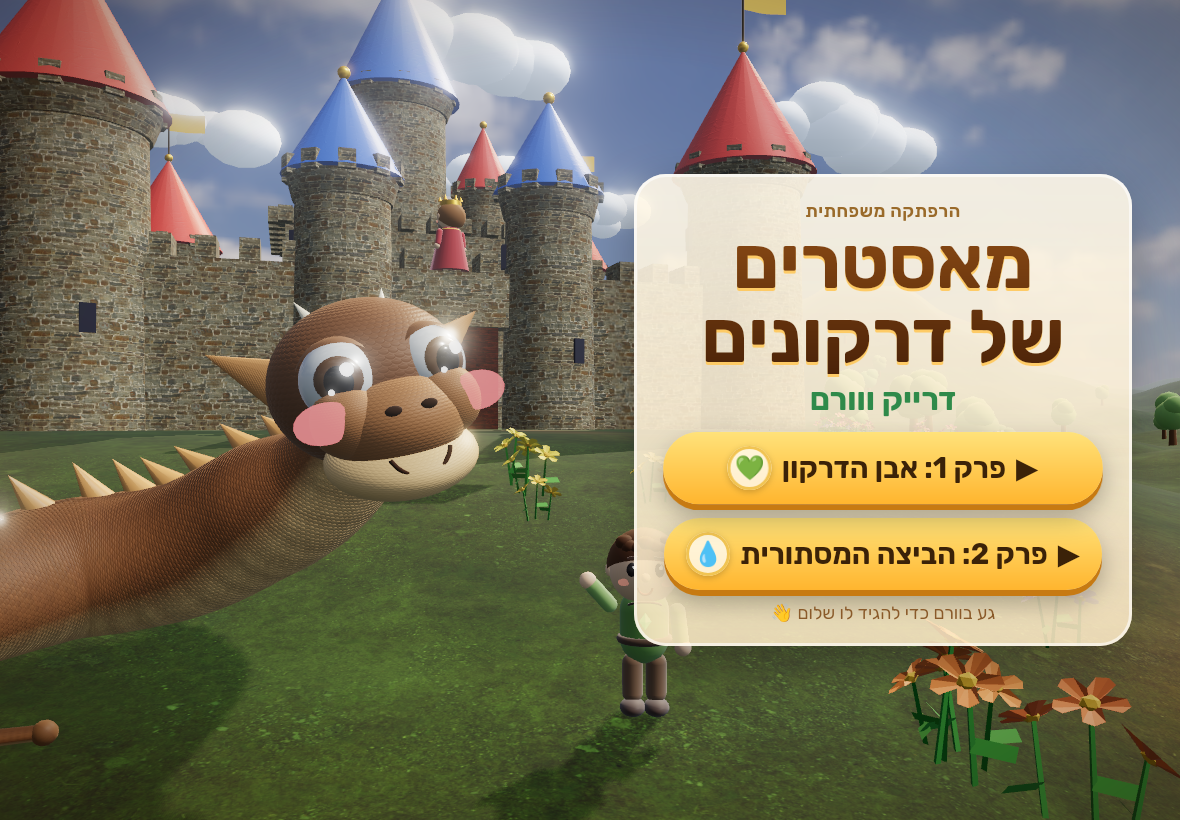 הרפתקה משפחתית
מאסטרים
של דרקונים
דרייק וורם
▶ פרק 1: אבן הדרקון 💚
▶ פרק 2: הביצה המסתורית 💧
גע בוורם כדי להגיד לו שלום 👋